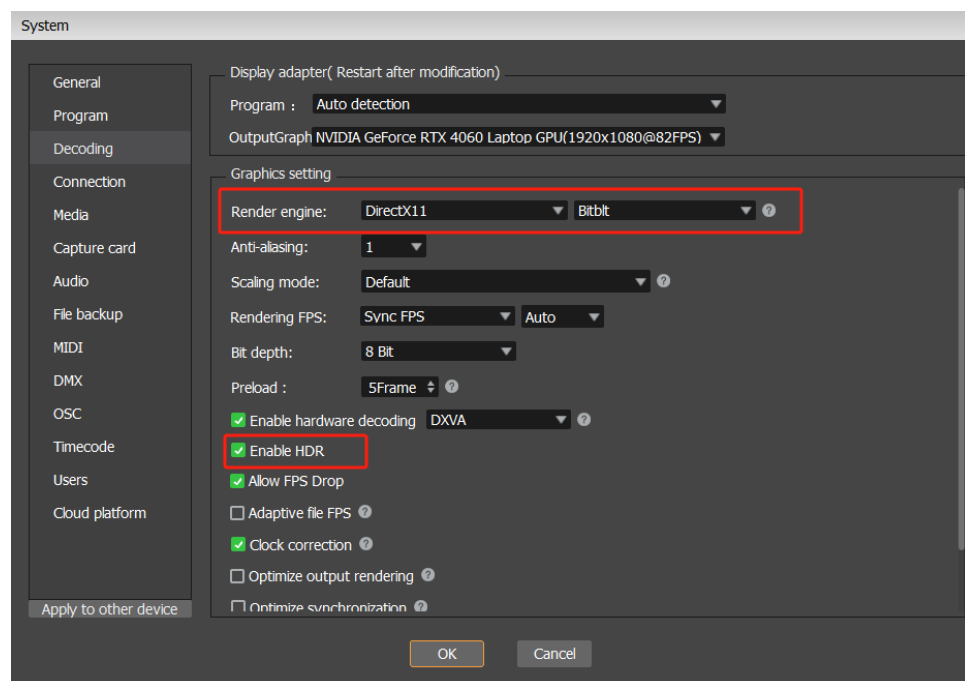 System
General
Program
Decoding
Connection
Media
Capture card
Audio
File backup
MIDI
DMX
OSC
Timecode
Users
Cloud platform
Apply to other device
Display adapter( Restart after modification)
Program : Auto detection
OutputGraph NVIDIA GeForce RTX 4060 Laptop GPU(1920x1080@82FPS)
Graphics setting
Render engine: DirectX11 Bitblt ?
Anti-aliasing: 1
Scaling mode: Default ?
Rendering FPS: Sync FPS Auto
Bit depth: 8 Bit
Preload : 5Frame ?
Enable hardware decoding DXVA ?
Enable HDR
Allow FPS Drop
Adaptive file FPS ?
Clock correction ?
Optimize output rendering ?
Optimize synchronization ?
OK Cancel